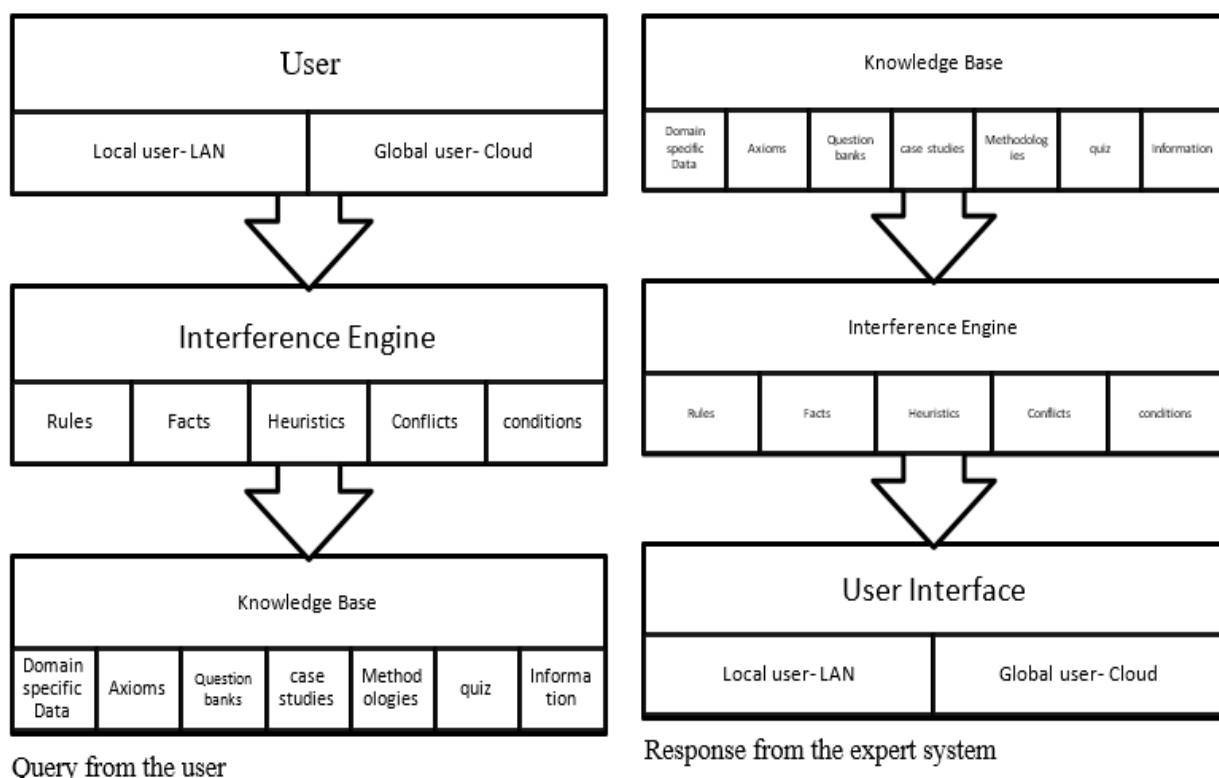 User
Local user- LAN
Global user- Cloud
Interference Engine
Rules
Facts
Heuristics
Conflicts
conditions
Knowledge Base
Domain
specific
Data
Axioms
Question
banks
case
studies
Method
ologies
quiz
Informa
tion
Query from the user
Knowledge Base
Domain
specific
Data
Axioms
Question
banks
case studies
Methodolog
ies
quiz
Information
Interference Engine
Rules
Facts
Heuristics
Conflicts
conditions
User Interface
Local user- LAN
Global user- Cloud
Response from the expert system